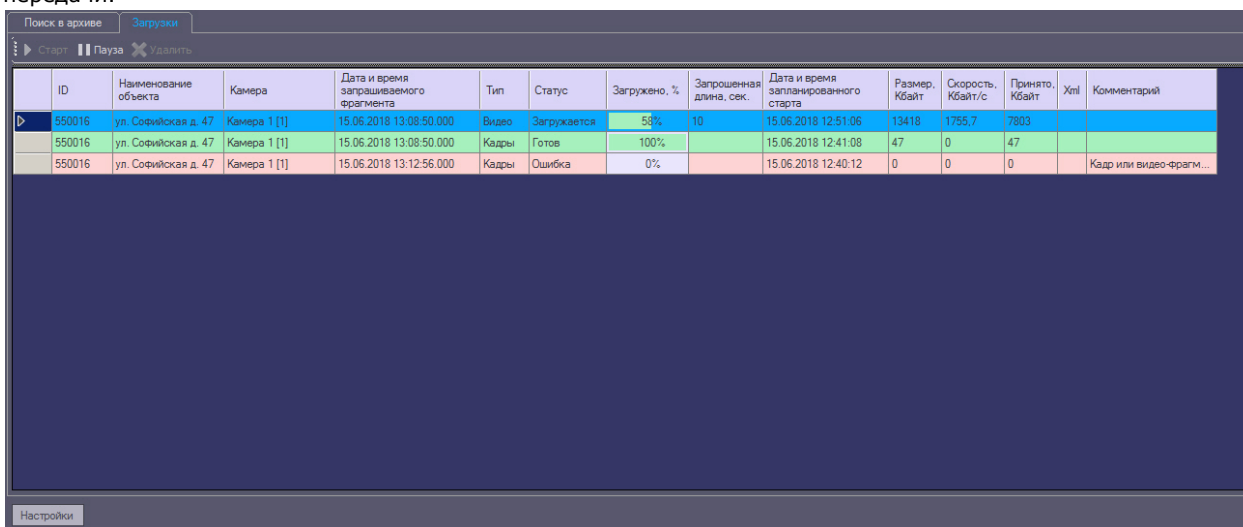 передачи.
Поиск в архиве Загрузки
Старт Пауза Удалить
ID Наименование объекта Камера Дата и время запрашиваемого фрагмента Тип Статус Загружено, % Запрошенная длина, сек. Дата и время запланированного старта Размер, Кбайт Скорость, Кбайт/с Принято, Кбайт Xml Комментарий
550016 ул. Софийская д. 47 Камера 1 [1] 15.06.2018 13:08:50.000 Видео Загружается 58% 10 15.06.2018 12:51:06 13418 1755,7 7803
550016 ул. Софийская д. 47 Камера 1 [1] 15.06.2018 13:08:50.000 Кадры Готов 100% 15.06.2018 12:41:08 47 0 47
550016 ул. Софийская д. 47 Камера 1 [1] 15.06.2018 13:12:56.000 Кадры Ошибка 0% 15.06.2018 12:40:12 0 0 0 Кадр или видео-фрагм...
Настройки